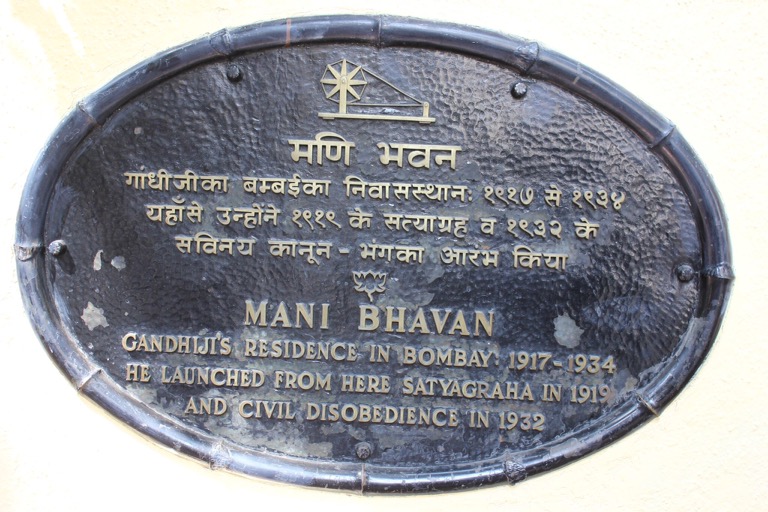 मणि भवन
गांधीजीका बम्बईका निवासस्थान: १९१७ से १९३४
यहाँसे उन्होंने १९१९ के सत्याग्रह व १९३२ के
सविनय कानून - भंगका आरंभ किया
MANI BHAVAN
GANDHIJI'S RESIDENCE IN BOMBAY: 1917-1934
HE LAUNCHED FROM HERE SATYAGRAHA IN 1919
AND CIVIL DISOBEDIENCE IN 1932